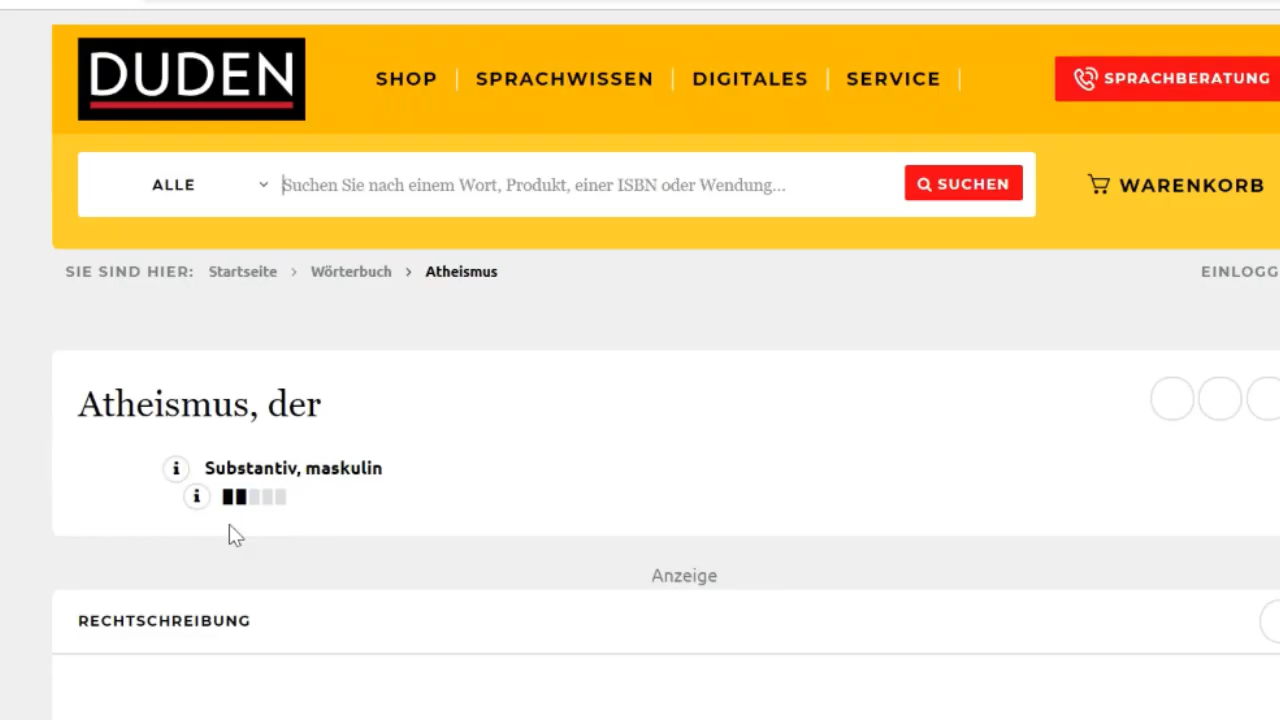 DUDEN
SHOP
SPRACHWISSEN
DIGITALES
SERVICE
SPRACHBERATUNG
ALLE
Suchen Sie nach einem Wort, Produkt, einer ISBN oder Wendung...
SUCHEN
WARENKORB
SIE SIND HIER: Startseite › Wörterbuch › Atheismus
EINLOGG
Atheismus, der
i Substantiv, maskulin
i
Anzeige
RECHTSCHREIBUNG